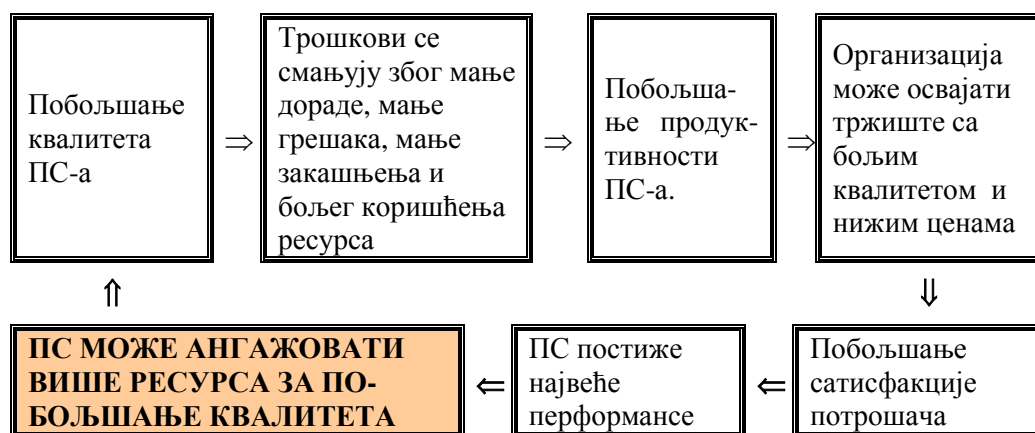 Побољшање
квалитета
ПС-а
⇒
Трошкови се
смањују због мање
дораде, мање
грешака, мање
закашњења и
бољег коришћења
ресурса
⇒
Побољша-
ње продук-
тивности
ПС-а.
⇒
Организација
може освајати
тржиште са
бољим
квалитетом и
нижим ценама
⇓
Побољшање
сатисфакције
потрошача
⇐
ПС постиже
највеће
перформансе
⇐
ПС МОЖЕ АНГАЖОВАТИ
ВИШЕ РЕСУРСА ЗА ПО-
БОЉШАЊЕ КВАЛИТЕТА
⇑